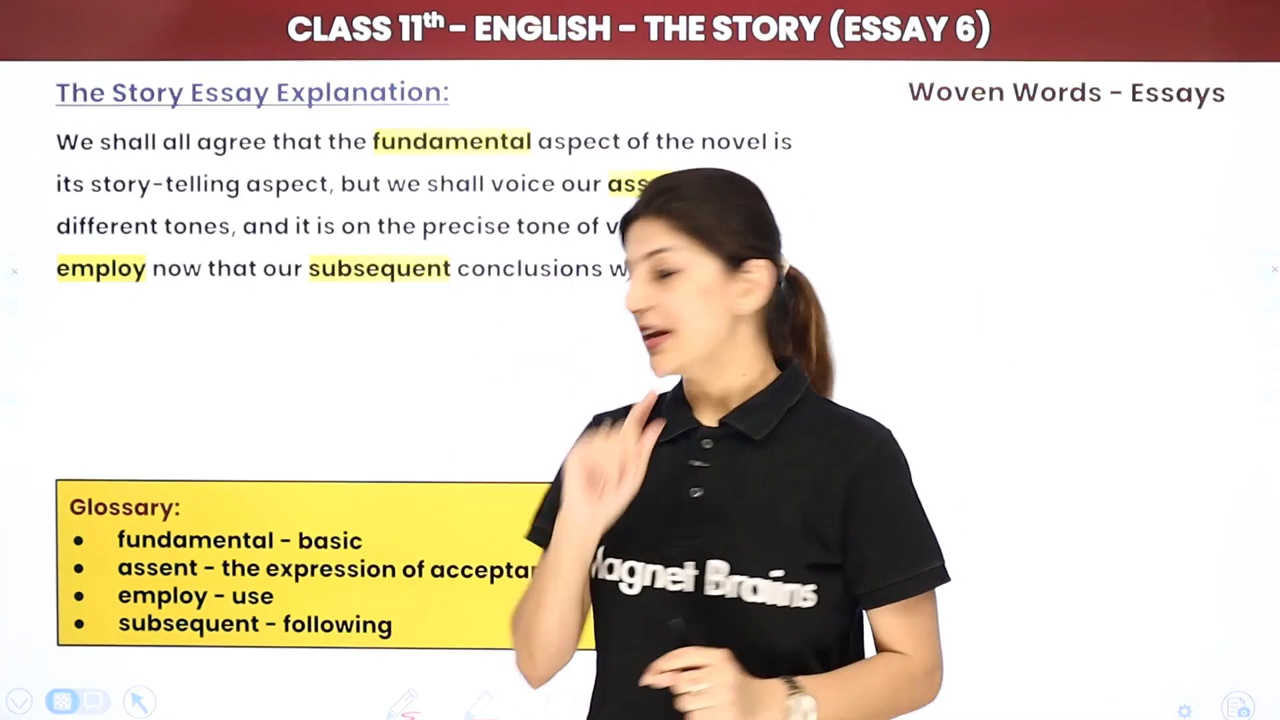 CLASS 11th - ENGLISH - THE STORY (ESSAY 6)
The Story Essay Explanation:
Woven Words - Essays
We shall all agree that the fundamental aspect of the novel is
its story-telling aspect, but we shall voice our
different tones, and it is on the precise tone of
employ now that our subsequent conclusions
Glossary:
• fundamental - basic
• assent - the expression of
• employ - use
• subsequent - following
Magnet Brains